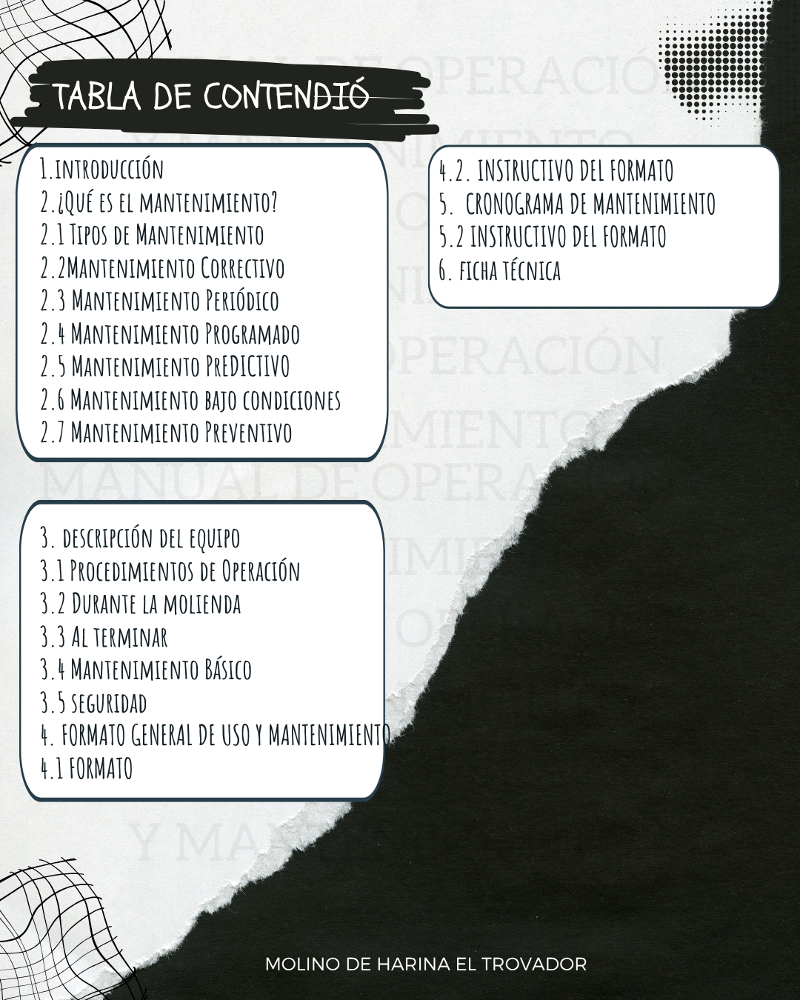 TABLA DE CONTENDIÓ
1.INTRODUCCIÓN
2.¿Qué es el mantenimiento?
2.1 Tipos de Mantenimiento
2.2Mantenimiento Correctivo
2.3 Mantenimiento Periódico
2.4 Mantenimiento Programado
2.5 Mantenimiento PREDICTIVO
2.6 Mantenimiento bajo condiciones
2.7 Mantenimiento Preventivo
3. DESCRIPCIÓN DEL EQUIPO
3.1 Procedimientos de Operación
3.2 Durante la molienda
3.3 Al terminar
3.4 Mantenimiento Básico
3.5 SEGURIDAD
4. FORMATO GENERAL DE USO Y MANTENIMIENTO
4.1 FORMATO
4.2. INSTRUCTIVO DEL FORMATO
5. CRONOGRAMA DE MANTENIMIENTO
5.2 INSTRUCTIVO DEL FORMATO
6. FICHA TÉCNICA
MANUAL DE OPERACIÓN
MOLINO DE HARINA EL TROVADOR